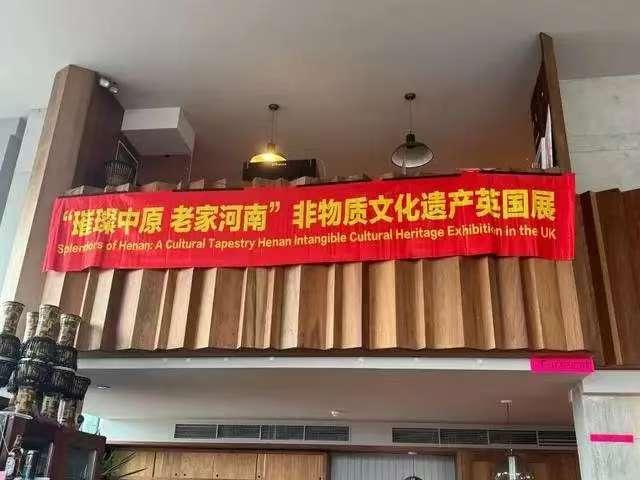 “璀璨中原 老家河南”非物质文化遗产英国展
Splendors of Henan: A Cultural Tapestry Henan Intangible Cultural Heritage Exhibition in the UK